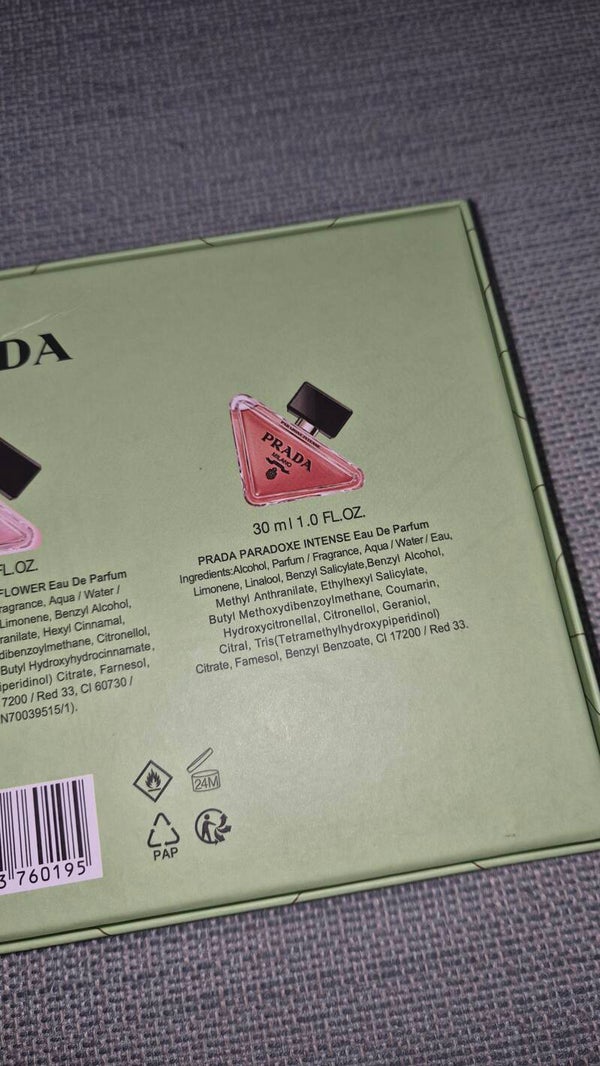 DA
PRADA
MILANO
30 ml 1.0 FL.OZ.
PRADA PARADOXE INTENSE Eau De Parfum
Ingredients:Alcohol, Parfum / Fragrance, Aqua / Water / Eau,
Limonene, Linalool, Benzyl Salicylate,Benzyl Alcohol,
Methyl Anthranilate, Ethylhexyl Salicylate,
Butyl Methoxydibenzoylmethane, Coumarin,
Hydroxycitronellal, Citronellol, Geraniol,
Citral, Tris(Tetramethylhydroxypiperidinol)
Citrate, Famesol, Benzyl Benzoate, CI 17200 / Red 33.
FL.OZ.
FLOWER Eau De Parfum
ragrance, Aqua / Water /
Limonene, Benzyl Alcohol,
ranilate, Hexyl Cinnamal,
dibenzoylmethane, Citronellol,
Butyl Hydroxyhydrocinnamate,
iperidinol) Citrate, Farnesol,
7200 / Red 33, CI 60730 /
N70039515/1).
24M
PAP
3 760195